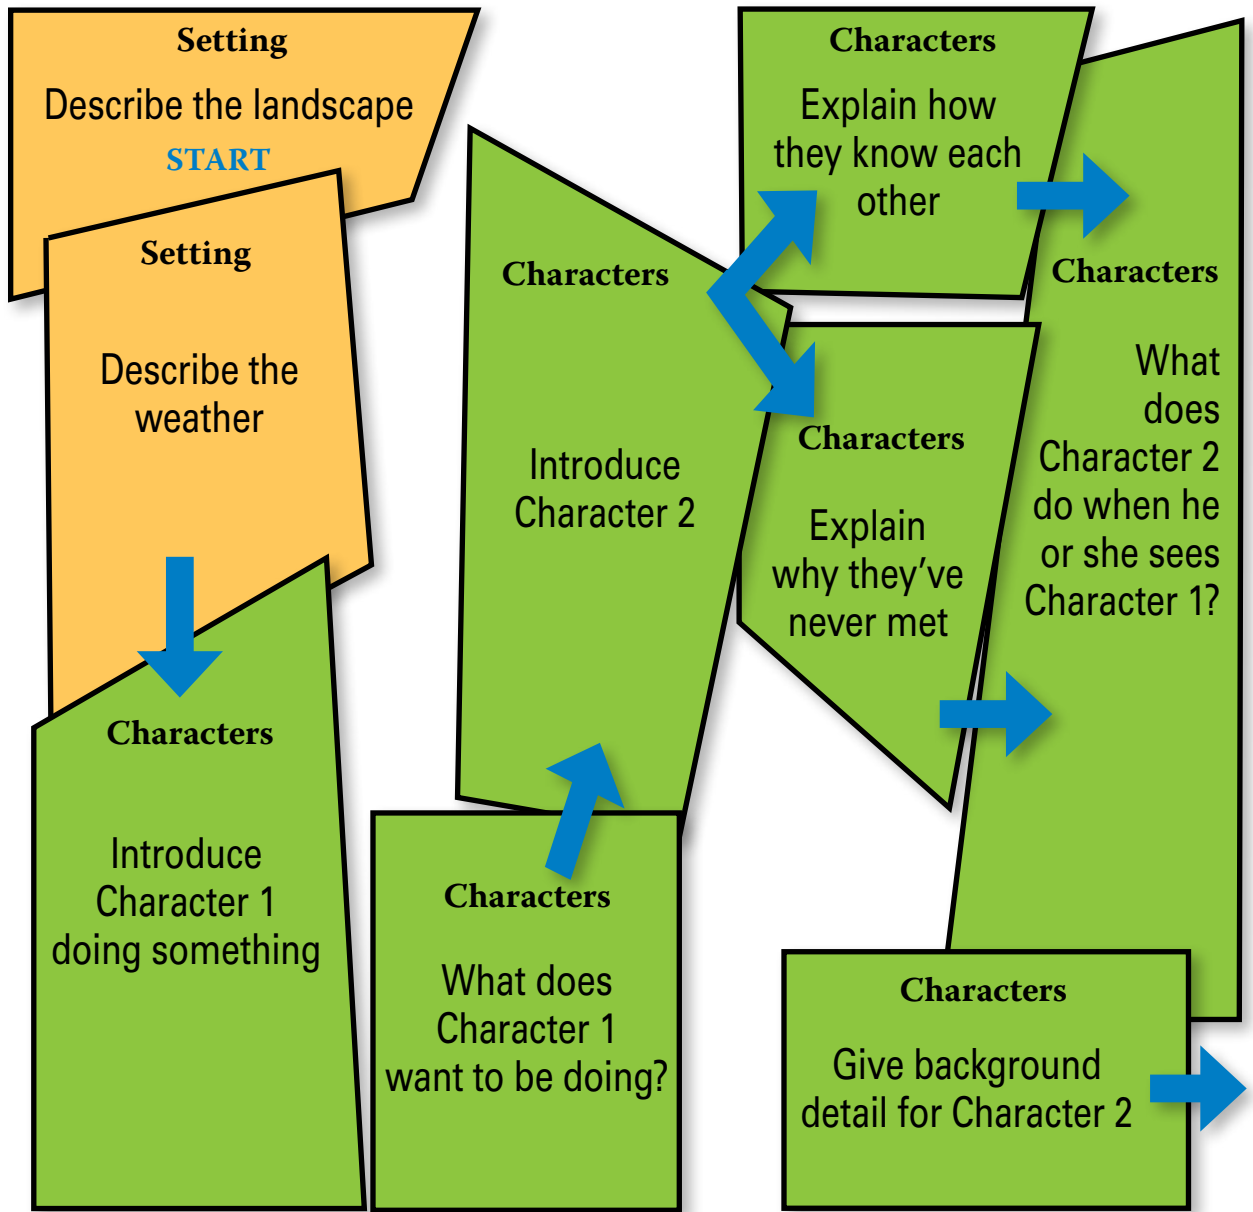 Setting
Describe the landscape
START
Setting
Describe the
weather
Characters
Introduce
Character 1
doing something
Characters
What does
Character 1
want to be doing?
Characters
Introduce
Character 2
Characters
Explain how
they know each
other
Characters
Explain
why they’ve
never met
Characters
What
does
Character 2
do when he
or she sees
Character 1?
Characters
Give background
detail for Character 2